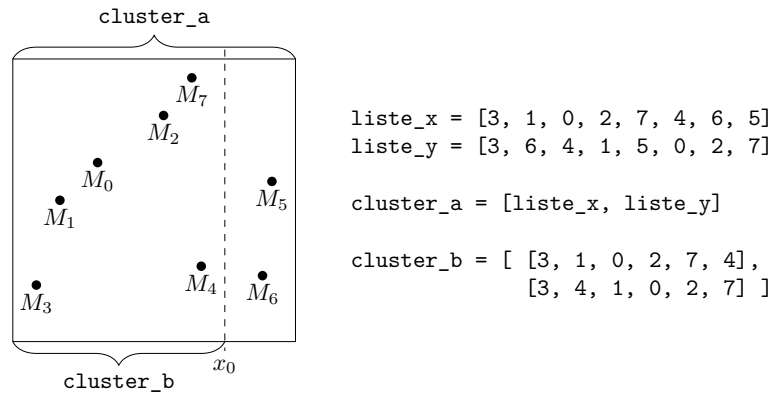 cluster_a
M₇
M₂
M₀
M₅
M₁
M₄
M₆
M₃
x₀
cluster_b
liste_x = [3, 1, 0, 2, 7, 4, 6, 5]
liste_y = [3, 6, 4, 1, 5, 0, 2, 7]
cluster_a = [liste_x, liste_y]
cluster_b = [ [3, 1, 0, 2, 7, 4],
[3, 4, 1, 0, 2, 7] ]